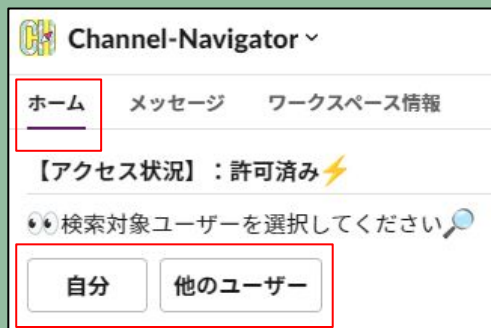 Channel-Navigator
ホーム メッセージ ワークスペース情報
【アクセス状況】：許可済み⚡
👀検索対象ユーザーを選択してください🔎
自分 他のユーザー